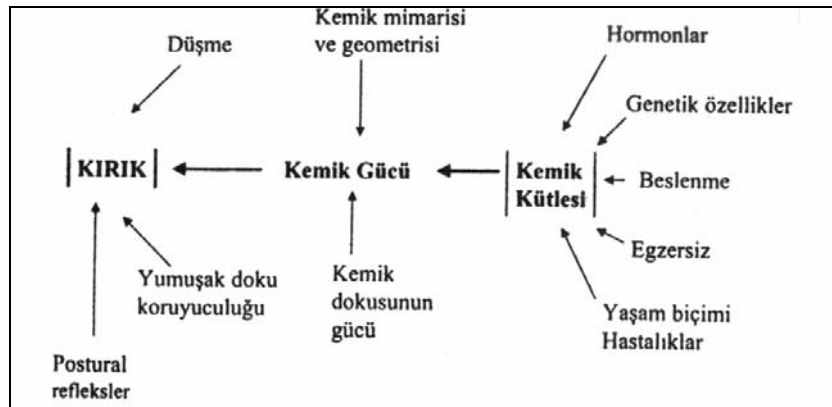 Düşme
Kemik mimarisi
ve geometrisi
Hormonlar
Genetik özellikler
KIRIK
Kemik Gücü
Kemik
Kütlesi
Beslenme
Egzersiz
Yumuşak doku
koruyuculuğu
Kemik
dokusunun
gücü
Yaşam biçimi
Hastalıklar
Postural
refleksler